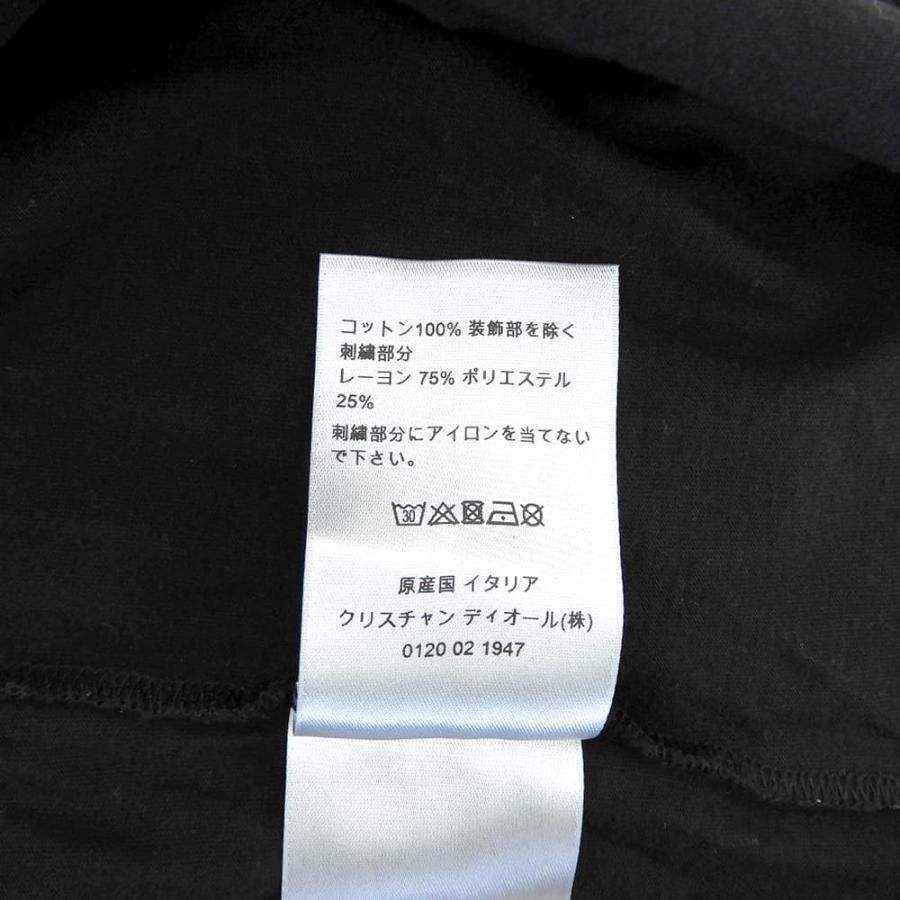 コットン100% 装飾部を除く
刺繍部分
レーヨン 75% ポリエステル
25%
刺繍部分にアイロンを当てない
で下さい。
30
原産国 イタリア
クリスチャン ディオール(株)
0120 02 1947